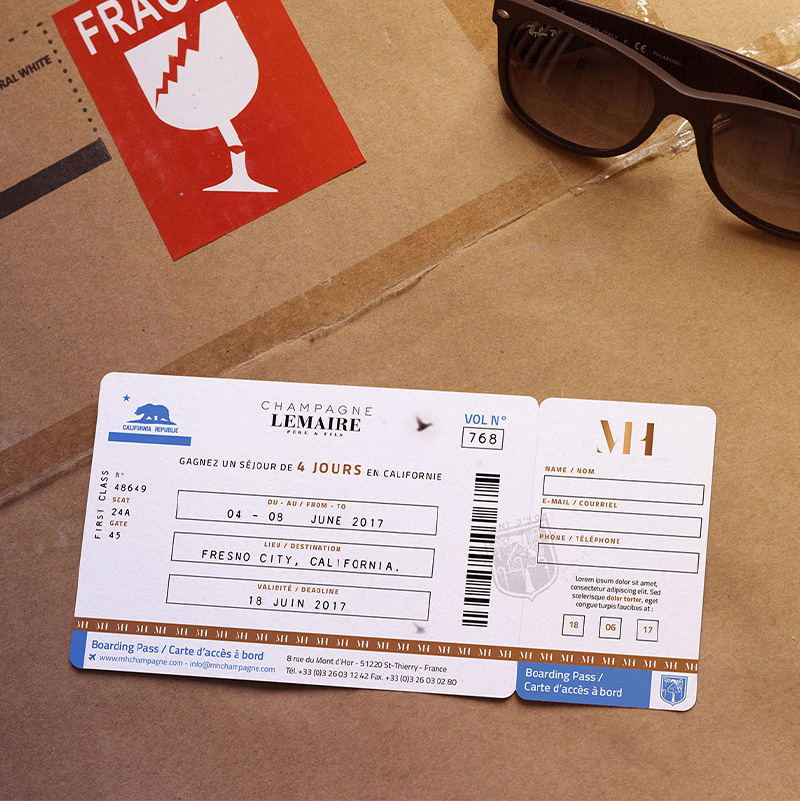 FRAG
RAL WHITE
Ray-Ban
CE POLARIZED
CALIFORNIA REPUBLIC
CHAMPAGNE
LEMAIRE
PÈRE & FILS
VOL N°
768
GAGNEZ UN SÉJOUR DE 4 JOURS EN CALIFORNIE
FIRST CLASS
N°
48649
SEAT
24A
GATE
45
DU - AU / FROM - TO
04 - 08 JUNE 2017
LIEU / DESTINATION
FRESNO CITY, CALIFORNIA.
VALIDITÉ / DEADLINE
18 JUIN 2017
Boarding Pass / Carte d'accès à bord
www.mhchampagne.com - info@mhchampagne.com
8 rue du Mont d'Hor - 51220 St-Thierry - France
Tél. +33 (0)3 26 03 12 42 Fax. +33 (0)3 26 03 02 80
MH
NAME / NOM
E-MAIL / COURRIEL
PHONE / TÉLÉPHONE
Lorem ipsum dolor sit amet,
consectetur adipiscing elit. Sed
scelerisque dolor tortor, eget
congue turpis faucibus at :
18 06 17
Boarding Pass /
Carte d'accès à bord